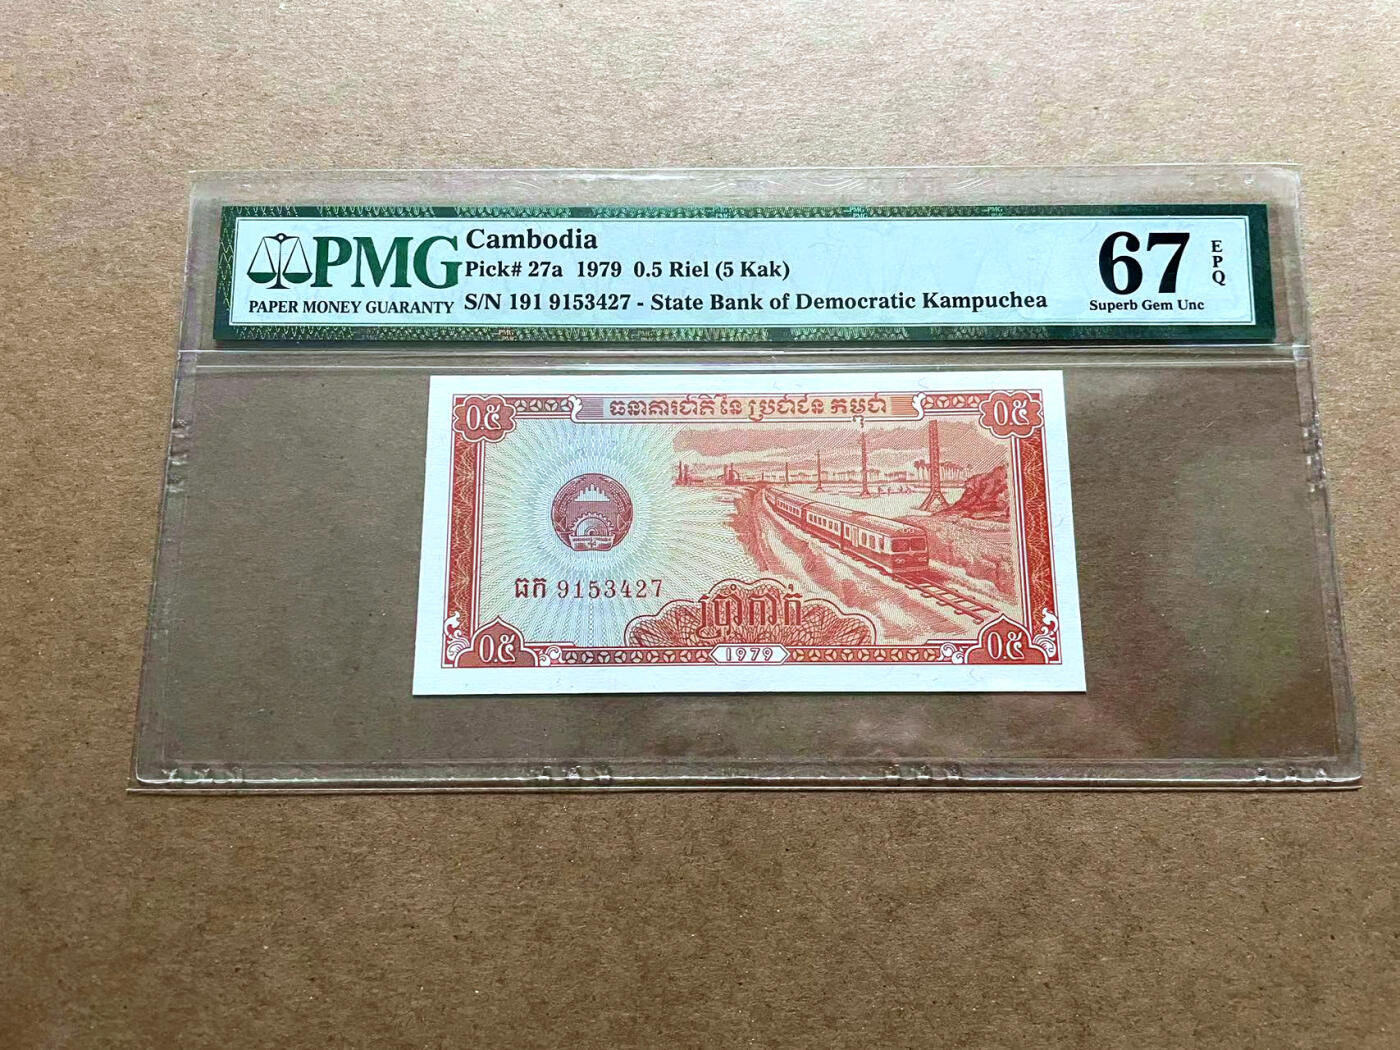 PMG
PAPER MONEY GUARANTY
Cambodia
Pick# 27a 1979 0.5 Riel (5 Kak)
S/N 191 9153427 - State Bank of Democratic Kampuchea
67
EPQ
Superb Gem Unc
០.៥
ធនាគារជាតិ នៃ ប្រជាជន កម្ពុជា
០.៥
ធក 9153427
ប្រាំកាក់
០.៥
1979
០.៥